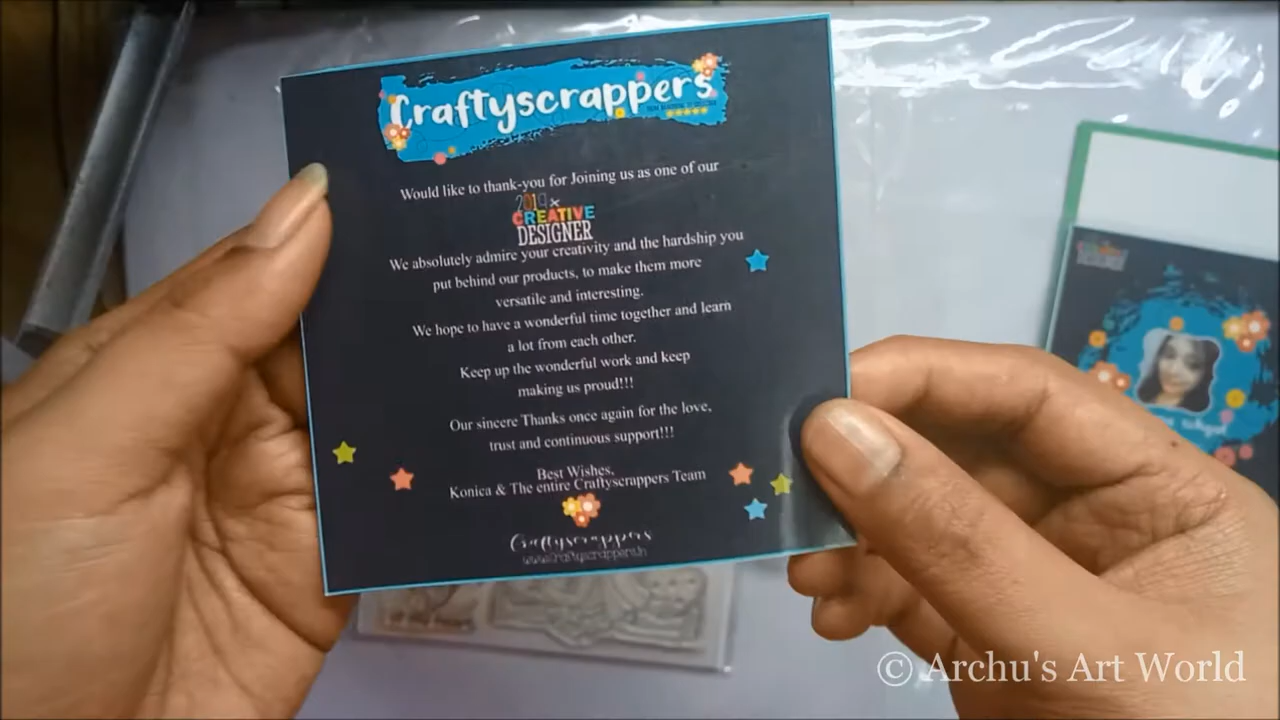 Craftyscrappers
Would like to thank-you for Joining us as one of our
2019
CREATIVE
DESIGNER
We absolutely admire your creativity and the hardship you
put behind our products, to make them more
versatile and interesting.
We hope to have a wonderful time together and learn
a lot from each other.
Keep up the wonderful work and keep
making us proud!!!
Our sincere Thanks once again for the love,
trust and continuous support!!!
Best Wishes,
Konica & The entire Craftyscrappers Team
Craftyscrappers
www.craftyscrappers.in
© Archu's Art World